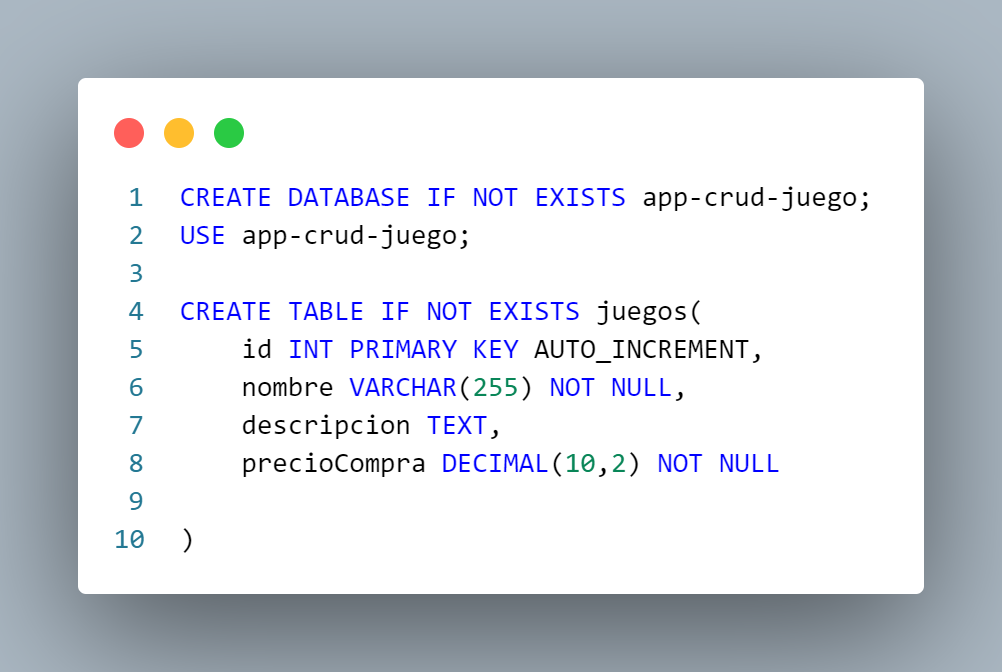 1 CREATE DATABASE IF NOT EXISTS app-crud-juego;
2 USE app-crud-juego;
3
4 CREATE TABLE IF NOT EXISTS juegos(
5     id INT PRIMARY KEY AUTO_INCREMENT,
6     nombre VARCHAR(255) NOT NULL,
7     descripcion TEXT,
8     precioCompra DECIMAL(10,2) NOT NULL
9
10 )